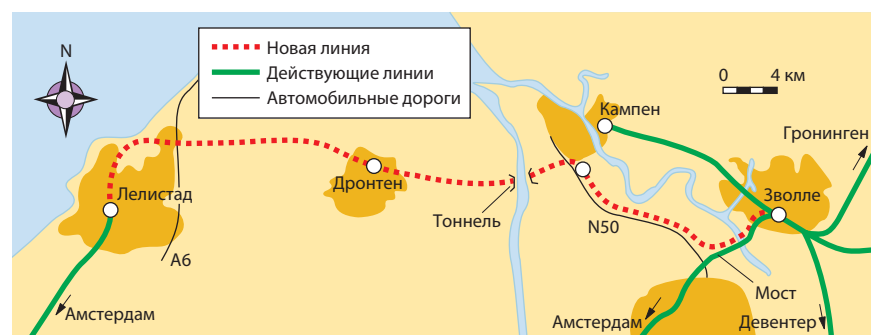 N
Новая линия
Действующие линии
Автомобильные дороги
0 4 км
Кампен
Гронинген
Дронтен
Лелистад
Зволле
Тоннель
N50
A6
Мост
Амстердам
Амстердам
Девентер